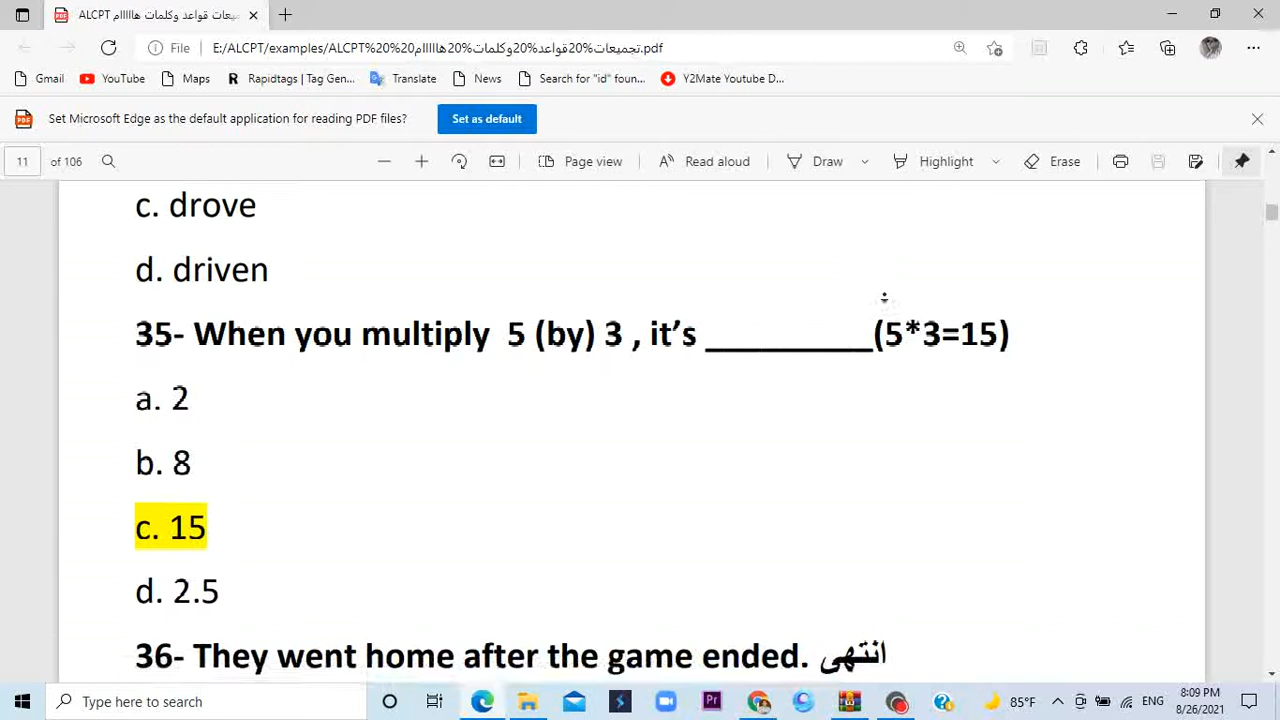 تجميعات قواعد وكلمات هاااااام ALCPT
File
E:/ALCPT/examples/ALCPT%20%20تجميعات%20قواعد%20وكلمات%20هاااااام.pdf
Gmail YouTube Maps Rapidtags | Tag Gen... Translate News Search for "id" foun... Y2Mate Youtube D...
Set Microsoft Edge as the default application for reading PDF files? Set as default
11 of 106 Page view Read aloud Draw Highlight Erase
c. drove
d. driven
35- When you multiply 5 (by) 3 , it's __________(5*3=15)
a. 2
b. 8
c. 15
d. 2.5
36- They went home after the game ended. انتهى
Type here to search
85°F
8:09 PM
8/26/2021